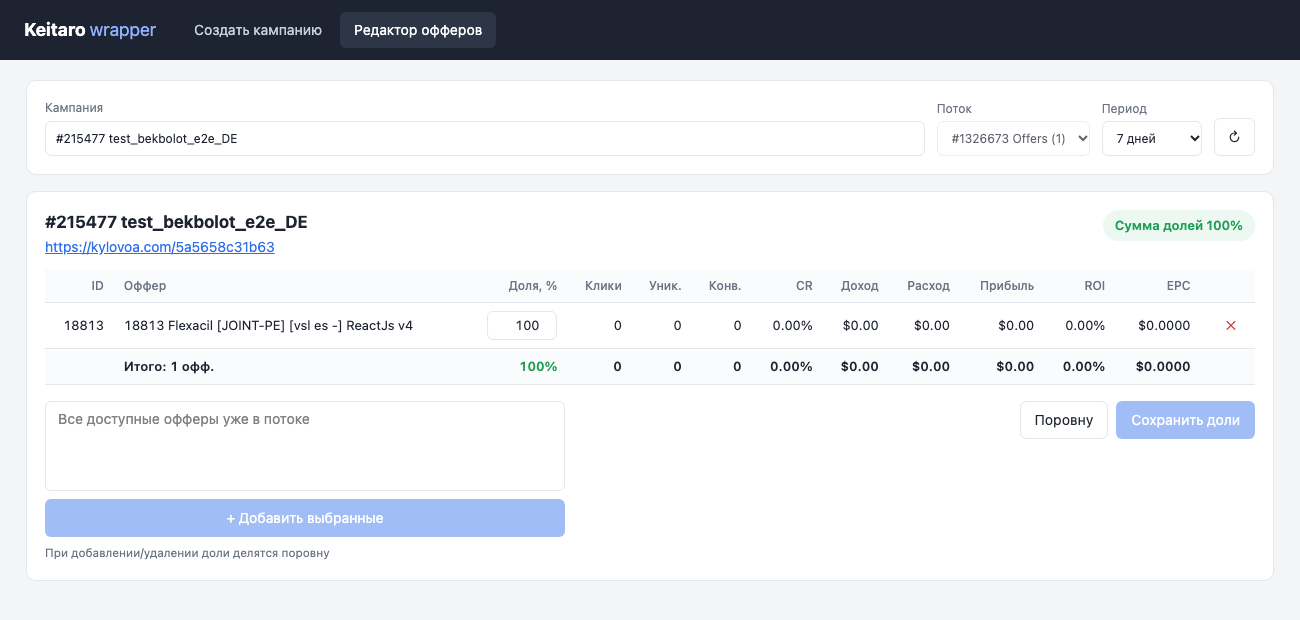 Keitaro wrapper Создать кампанию Редактор офферов
Кампания Поток Период
#215477 test_bekbolot_e2e_DE #1326673 Offers (1) 7 дней ↻
#215477 test_bekbolot_e2e_DE Сумма долей 100%
https://kylovoa.com/5a5658c31b63
ID Оффер Доля, % Клики Уник. Конв. CR Доход Расход Прибыль ROI EPC
18813 18813 Flexacil [JOINT-PE] [vsl es -] ReactJs v4 100 0 0 0 0.00% $0.00 $0.00 $0.00 0.00% $0.0000 ✕
Итого: 1 офф. 100% 0 0 0 0.00% $0.00 $0.00 $0.00 0.00% $0.0000
Все доступные офферы уже в потоке Поровну Сохранить доли
+ Добавить выбранные
При добавлении/удалении доли делятся поровну